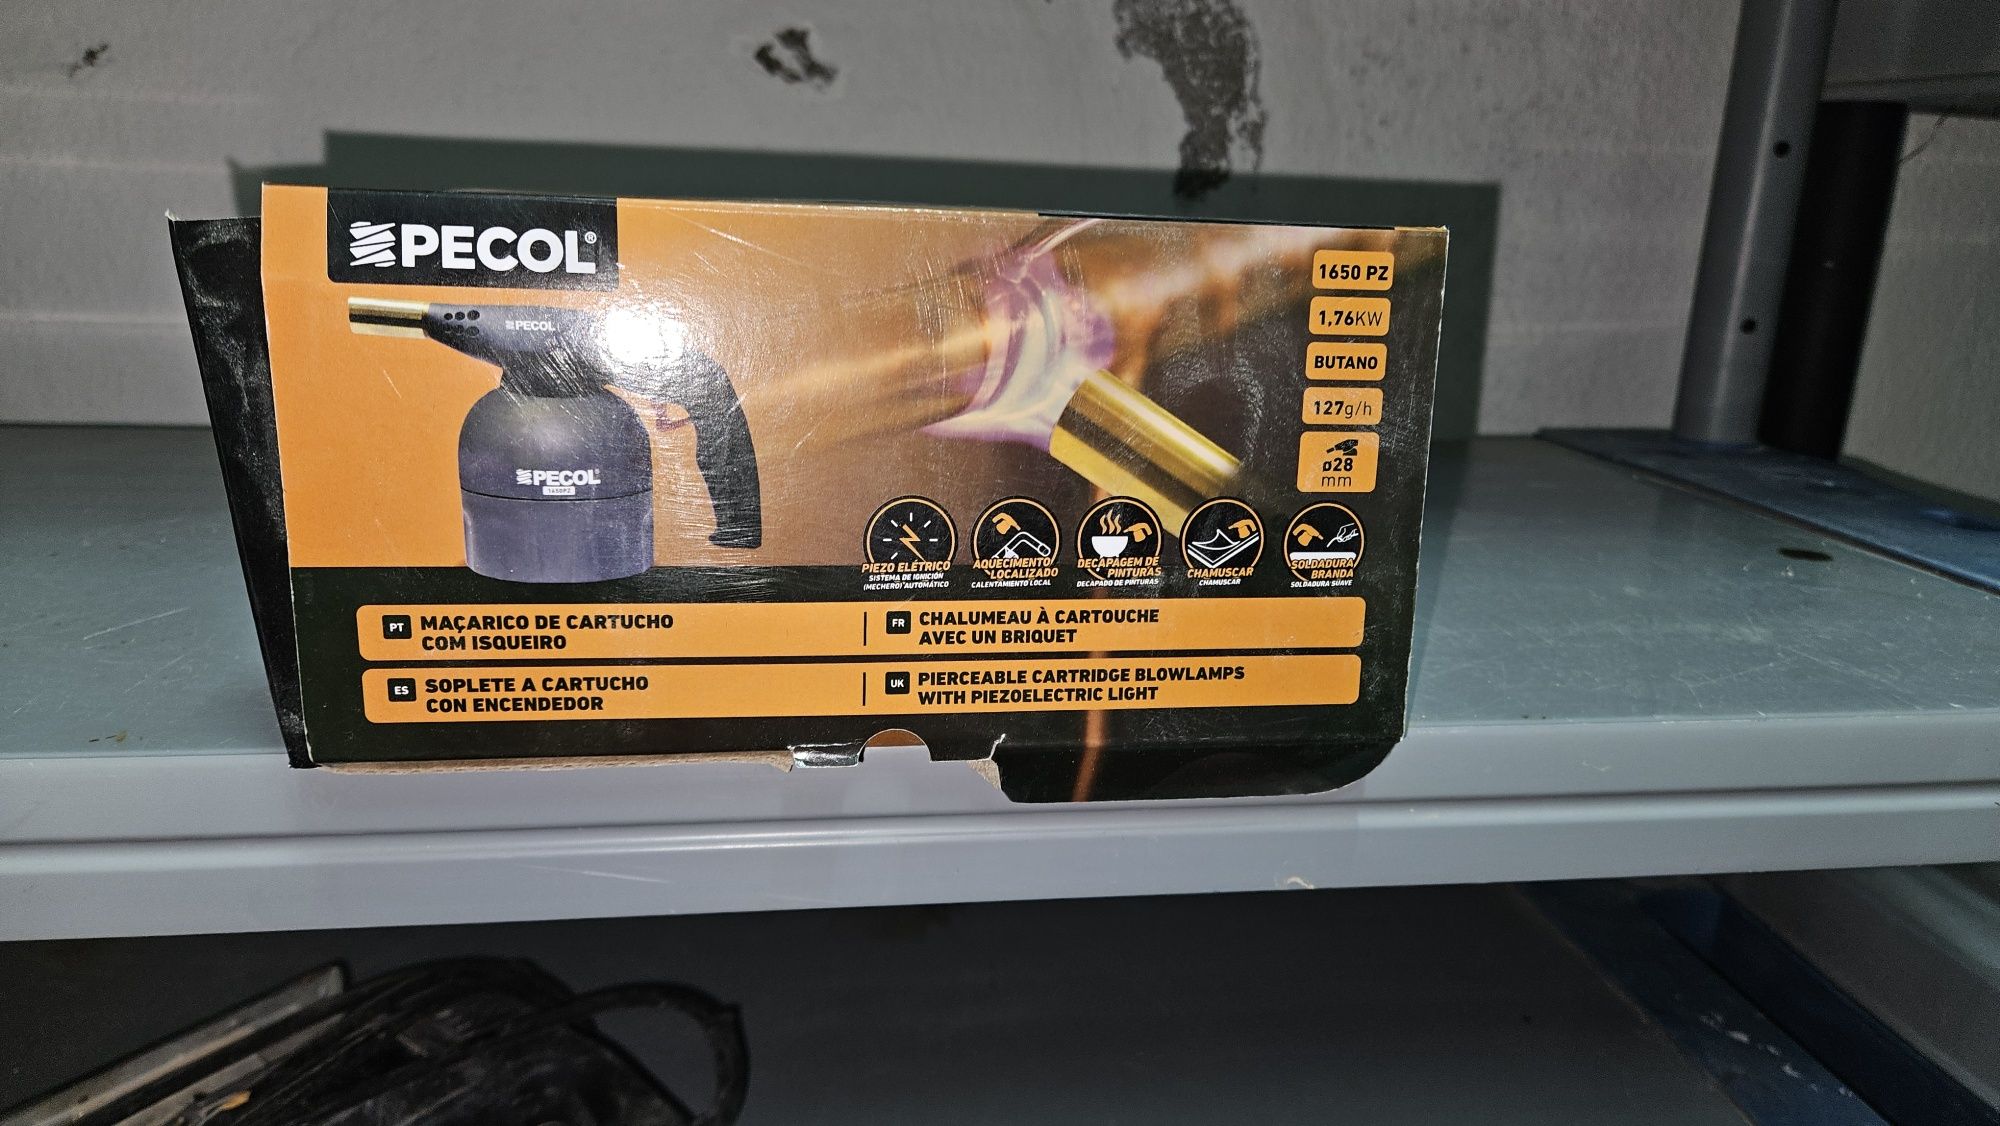 PECOL®
PECOL
PECOL
1650PZ
1650 PZ
1,76KW
BUTANO
127g/h
ø28
mm
PIEZO ELÉTRICO
SISTEMA DE IGNICIÓN
(MECHERO) AUTOMÁTICO
AQUECIMENTO
LOCALIZADO
CALENTAMIENTO LOCAL
DECAPAGEM DE
PINTURAS
DECAPADO DE PINTURAS
CHAMUSCAR
CHAMUSCAR
SOLDADURA
BRANDA
SOLDADURA SUAVE
PT MAÇARICO DE CARTUCHO
COM ISQUEIRO
FR CHALUMEAU À CARTOUCHE
AVEC UN BRIQUET
ES SOPLETE A CARTUCHO
CON ENCENDEDOR
UK PIERCEABLE CARTRIDGE BLOWLAMPS
WITH PIEZOELECTRIC LIGHT